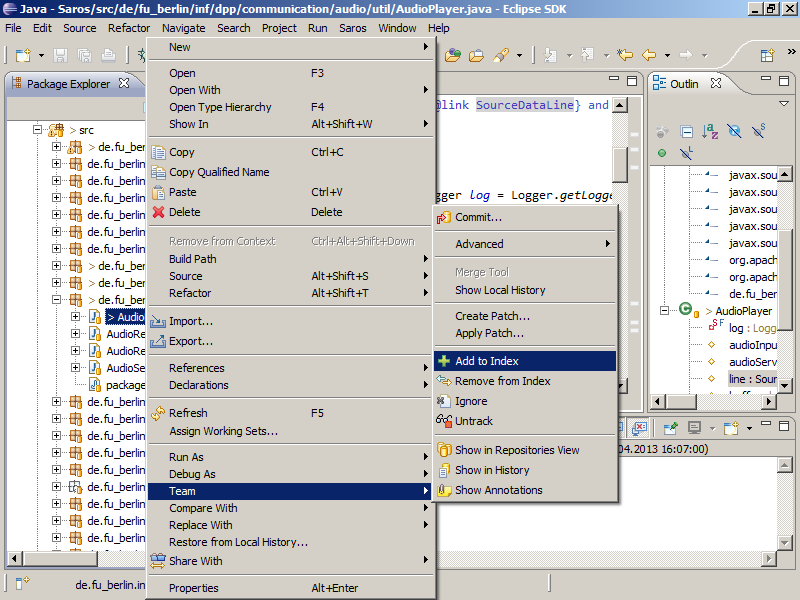 Java - Saros/src/de/fu_berlin/inf/dpp/communication/audio/util/AudioPlayer.java - Eclipse SDK
File Edit Source Refactor Navigate Search Project Run Saros Window Help
Package Explorer
> src
> de.fu_ber
de.fu_berlin
de.fu_berlin
de.fu_berlin
de.fu_berlin
de.fu_berlin
de.fu_berlin
> de.fu_ber
> de.fu_ber
> de.fu_ber
> Audio
AudioRe
AudioRe
AudioSe
package
de.fu_berlin
de.fu_berlin
de.fu_berlin
de.fu_berlin
de.fu_berlin
de.fu_berlin
de.fu_berlin
de.fu_berlin
de.fu_berlin
de.fu_berlin.in
New
Open F3
Open With
Open Type Hierarchy F4
Show In Alt+Shift+W
Copy Ctrl+C
Copy Qualified Name
Paste Ctrl+V
Delete Delete
Remove from Context Ctrl+Alt+Shift+Down
Build Path
Source Alt+Shift+S
Refactor Alt+Shift+T
Import...
Export...
References
Declarations
Refresh F5
Assign Working Sets...
Run As
Debug As
Team
Compare With
Replace With
Restore from Local History...
Share With
Properties Alt+Enter
@link SourceDataLine} and
gger log = Logger.getLogge
Commit...
Advanced
Merge Tool
Show Local History
Create Patch...
Apply Patch...
Add to Index
Remove from Index
Ignore
Untrack
Show in Repositories View
Show in History
Show Annotations
.04.2013 16:07:00)
Outlin
javax.sou
javax.sou
javax.sou
javax.sou
javax.sou
org.apach
org.apach
de.fu_ber
> AudioPlayer
log : Logg
audioInpu
audioServ
line : Sour